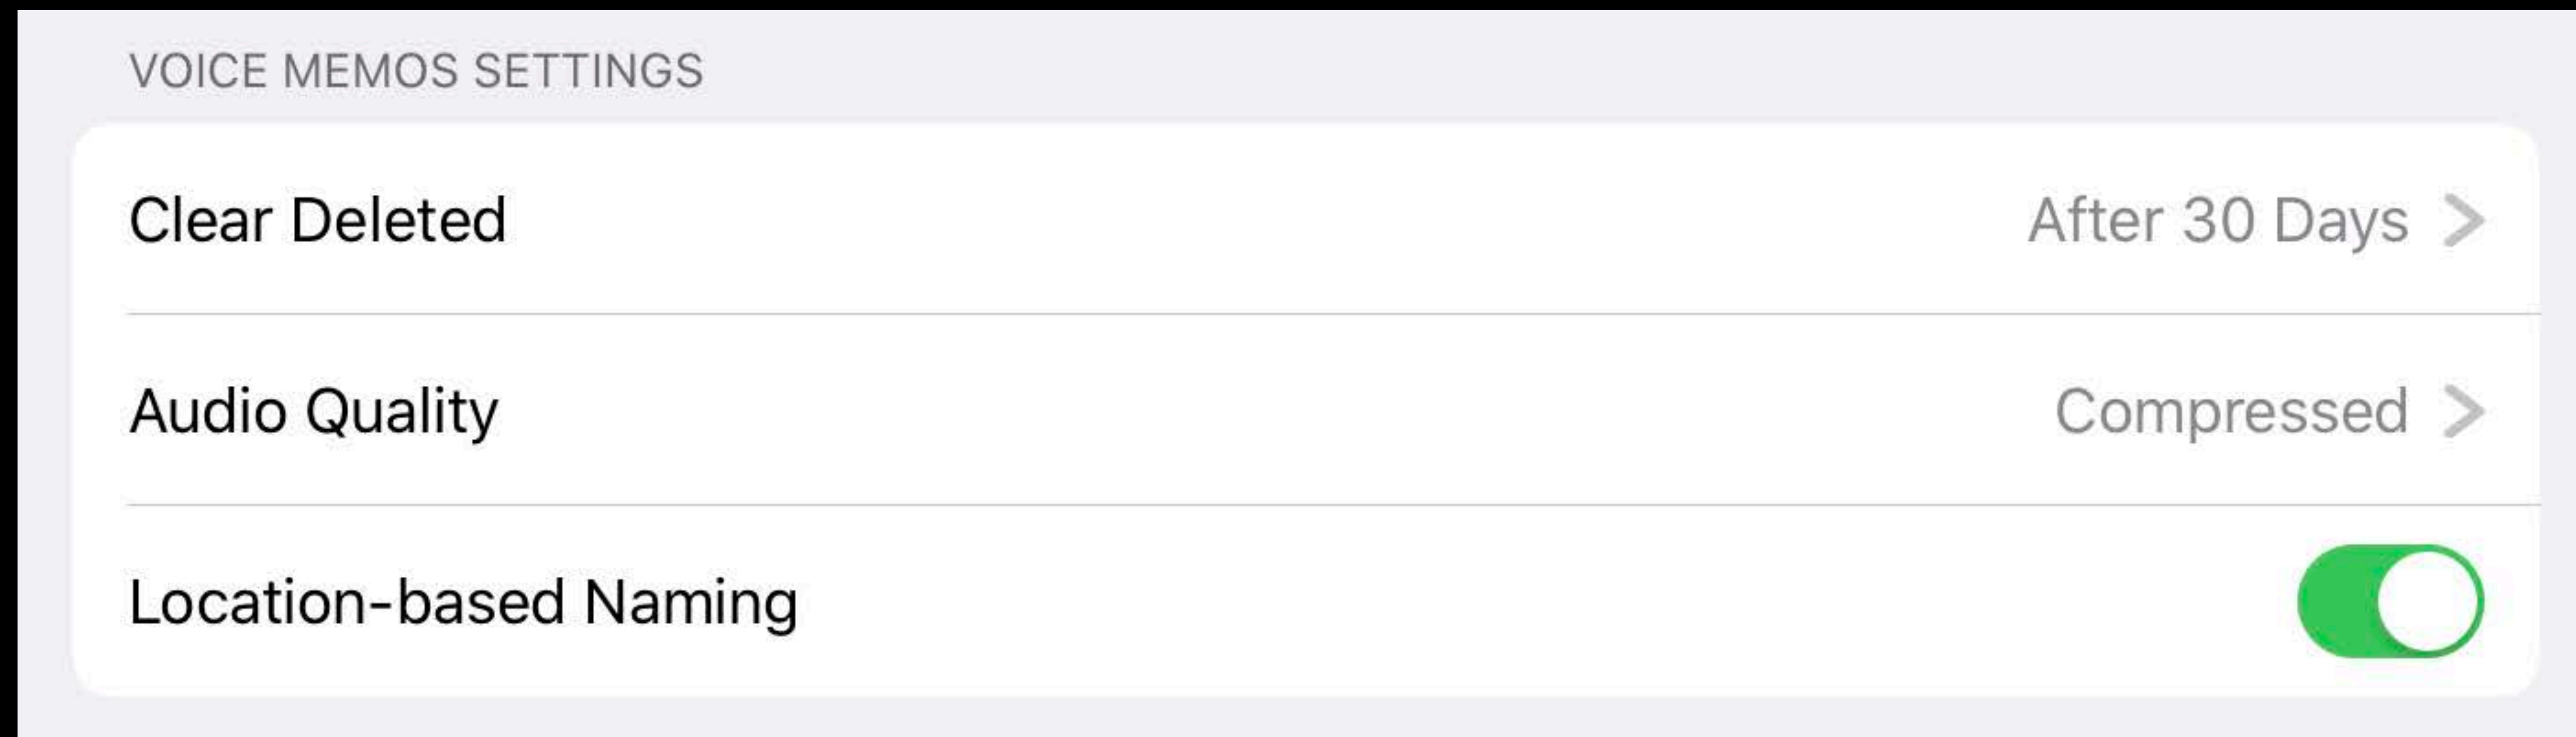 VOICE MEMOS SETTINGS
Clear Deleted After 30 Days
Audio Quality Compressed
Location-based Naming